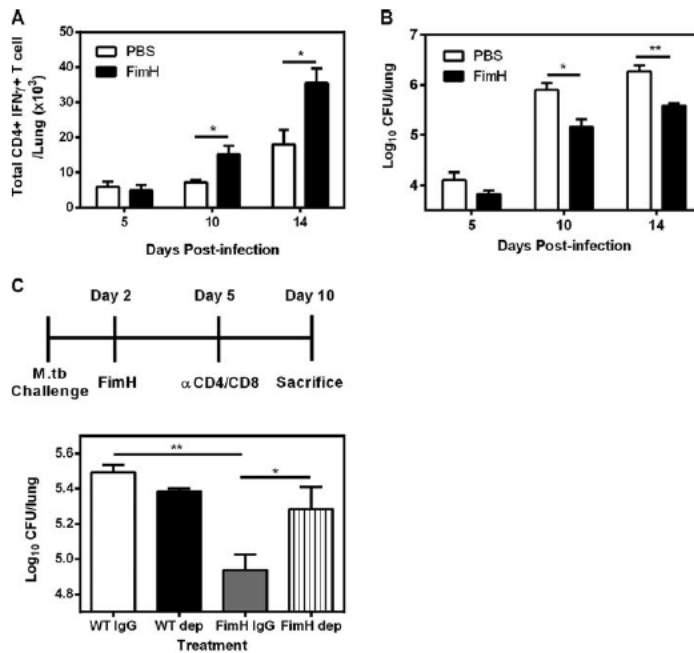 A
PBS
FimH
Total CD4+ IFNγ+ T cell
/Lung (x10³)
50
40
30
20
10
0
*
*
5
10
14
Days Post-infection
B
PBS
FimH
Log₁₀ CFU/lung
7
6
5
4
*
**
5
10
14
Days Post-infection
C
Day 2
Day 5
Day 10
M.tb
Challenge
FimH
αCD4/CD8
Sacrifice
Log₁₀ CFU/lung
5.6
5.4
5.2
5.0
4.8
**
*
WT IgG
WT dep
FimH IgG
FimH dep
Treatment